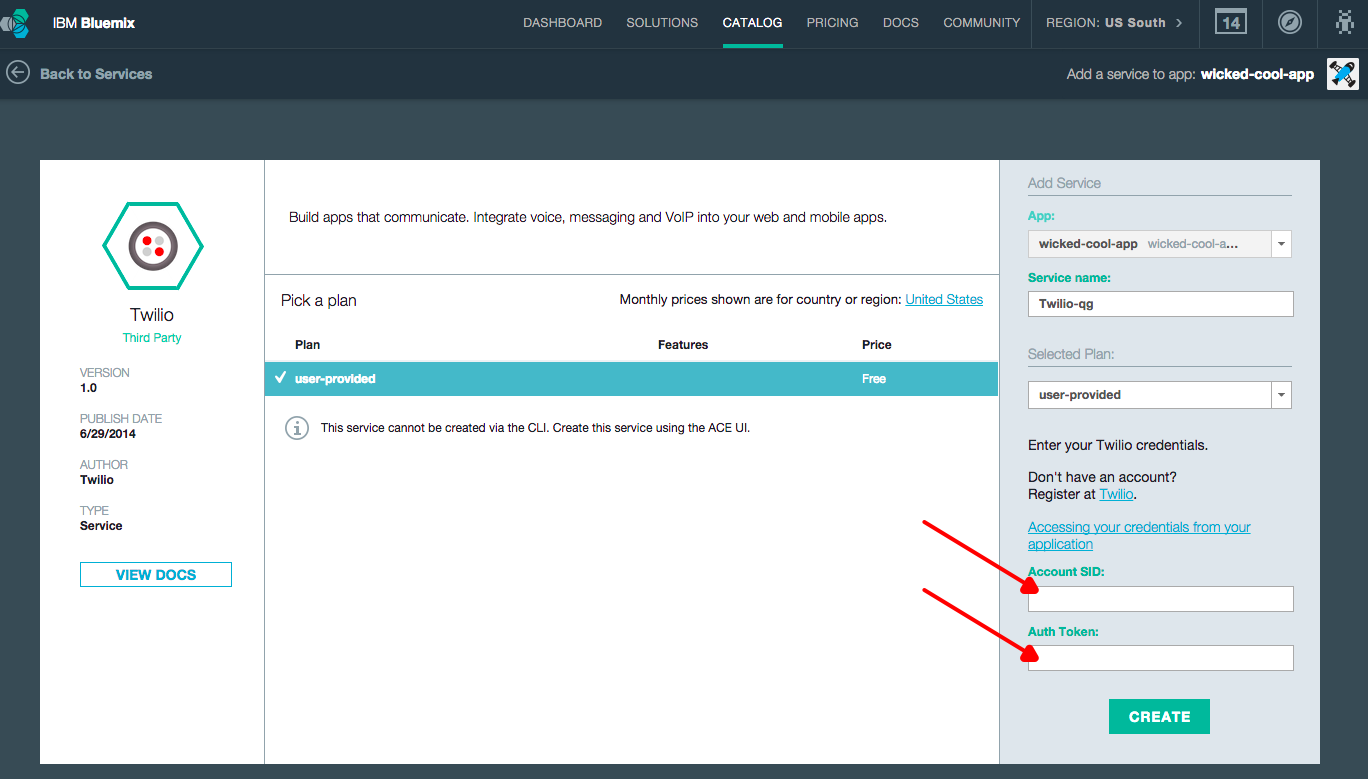 IBM Bluemix
DASHBOARD
SOLUTIONS
CATALOG
PRICING
DOCS
COMMUNITY
REGION: US South
14
Back to Services
Add a service to app: wicked-cool-app
Twilio
Third Party
VERSION
1.0
PUBLISH DATE
6/29/2014
AUTHOR
Twilio
TYPE
Service
VIEW DOCS
Build apps that communicate. Integrate voice, messaging and VoIP into your web and mobile apps.
Pick a plan
Monthly prices shown are for country or region: United States
Plan Features Price
user-provided Free
This service cannot be created via the CLI. Create this service using the ACE UI.
Add Service
App:
wicked-cool-app wicked-cool-a...
Service name:
Twilio-qg
Selected Plan:
user-provided
Enter your Twilio credentials.
Don't have an account?
Register at Twilio.
Accessing your credentials from your
application
Account SID:
Auth Token:
CREATE